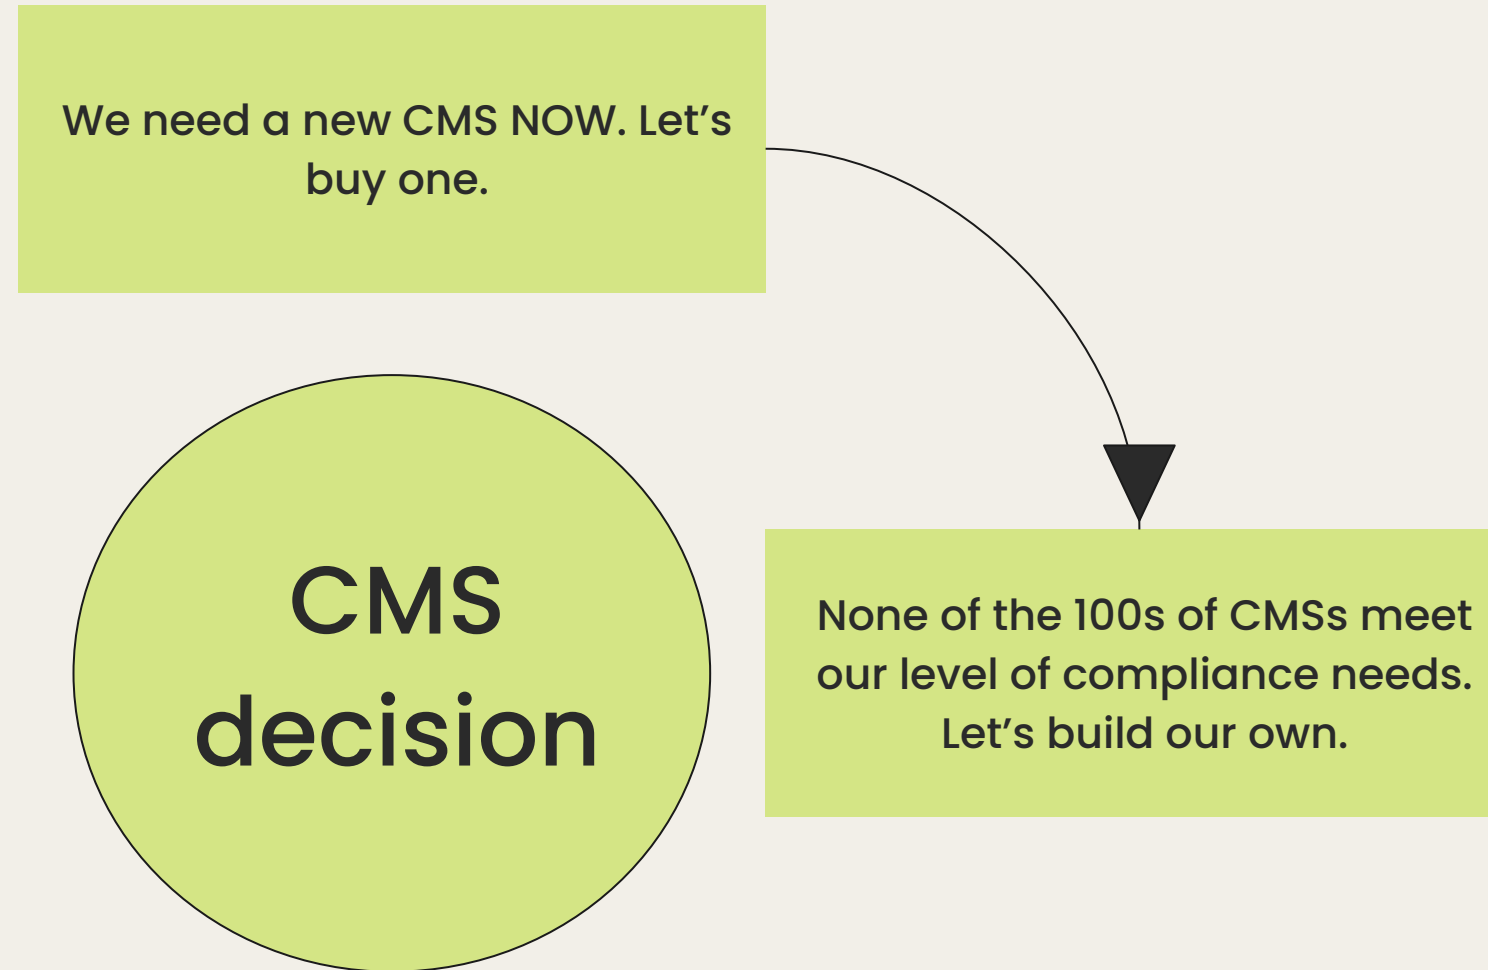 We need a new CMS NOW. Let’s
buy one.
CMS
decision
None of the 100s of CMSs meet
our level of compliance needs.
Let’s build our own.